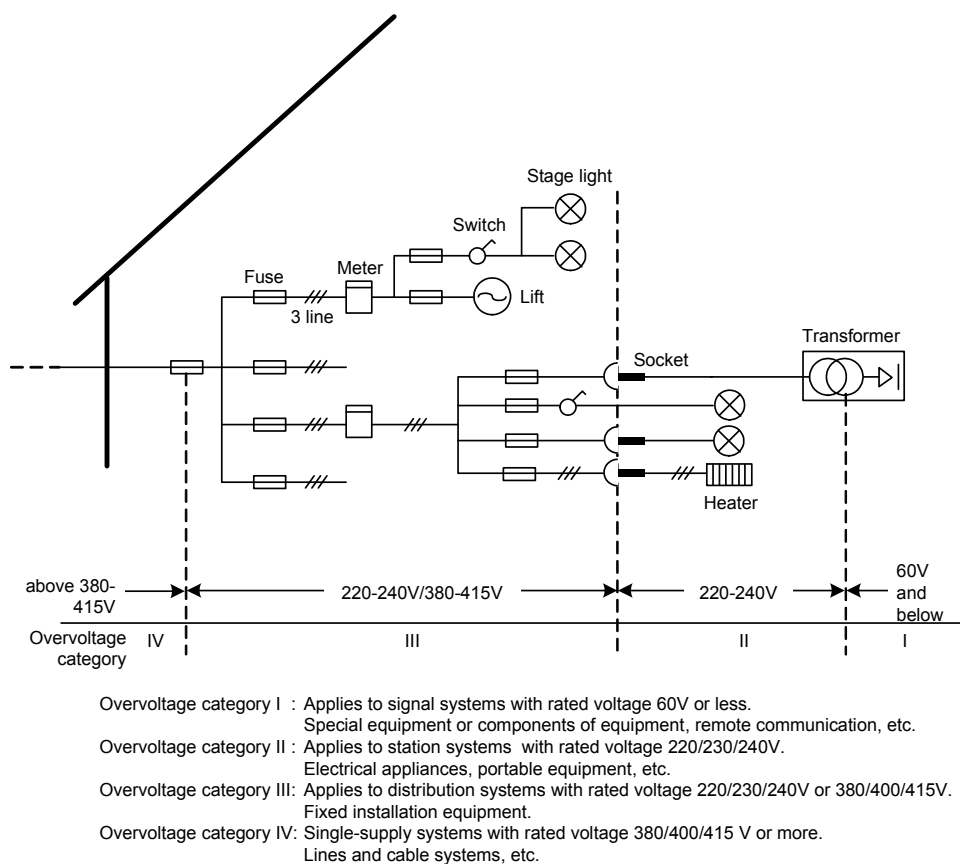 Stage light
Switch
Fuse
Meter
3 line
Lift
Transformer
Socket
Heater
above 380-
415V
220-240V/380-415V
220-240V
60V
and
below
Overvoltage
category
IV
III
II
I
Overvoltage category I : Applies to signal systems with rated voltage 60V or less.
Special equipment or components of equipment, remote communication, etc.
Overvoltage category II : Applies to station systems with rated voltage 220/230/240V.
Electrical appliances, portable equipment, etc.
Overvoltage category III: Applies to distribution systems with rated voltage 220/230/240V or 380/400/415V.
Fixed installation equipment.
Overvoltage category IV: Single-supply systems with rated voltage 380/400/415 V or more.
Lines and cable systems, etc.